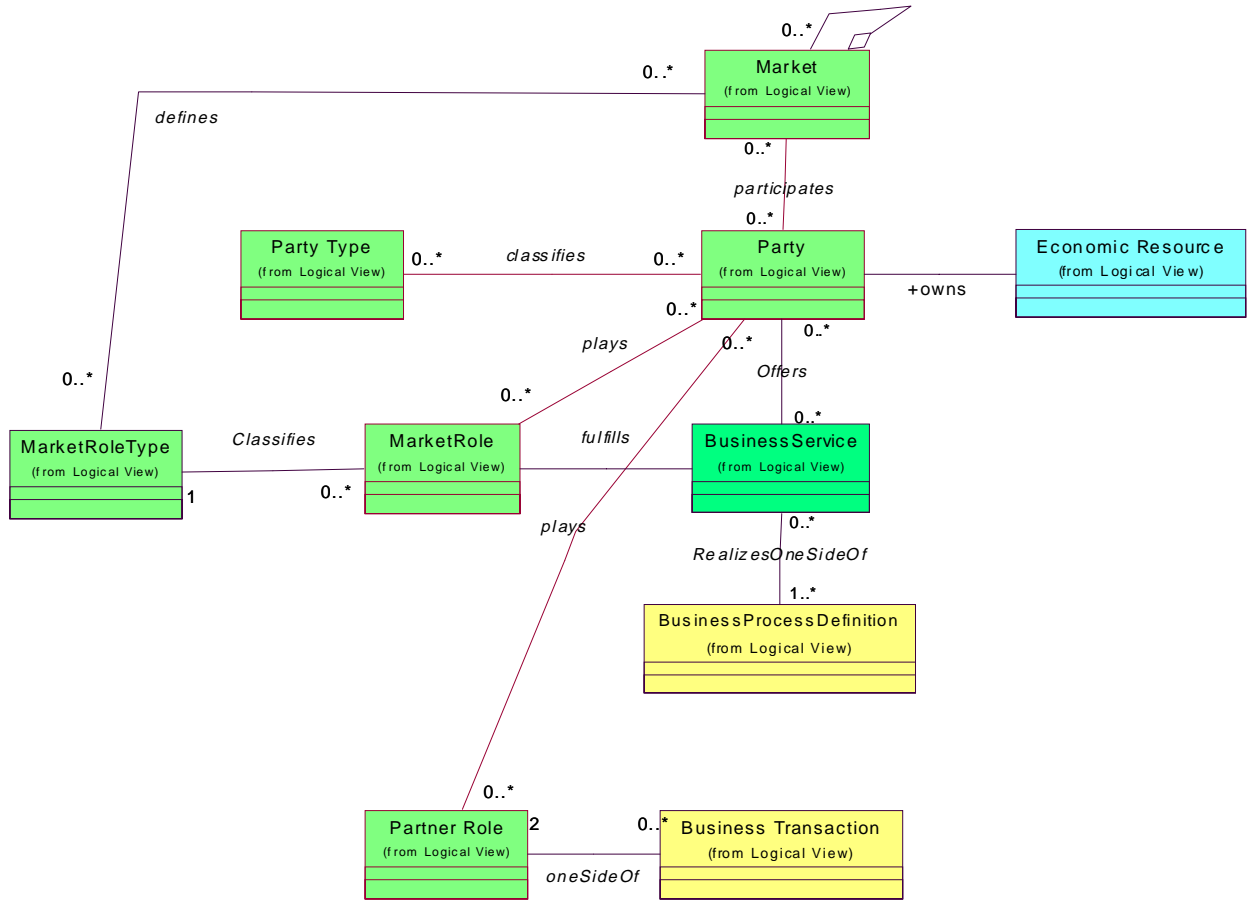 0..*
Market
(from Logical View)
0..*
defines
0..*
participates
0..*
Party Type
(from Logical View)
0..*
classifies
0..*
Party
(from Logical View)
+owns
Economic Resource
(from Logical View)
0..*
plays
0..*
0..*
0..*
Offers
0..*
0..*
MarketRoleType
(from Logical View)
1
Classifies
0..*
MarketRole
(from Logical View)
fulfills
BusinessService
(from Logical View)
0..*
plays
RealizesOneSideOf
1..*
BusinessProcessDefinition
(from Logical View)
0..*
Partner Role
(from Logical View)
2
0..*
oneSideOf
Business Transaction
(from Logical View)